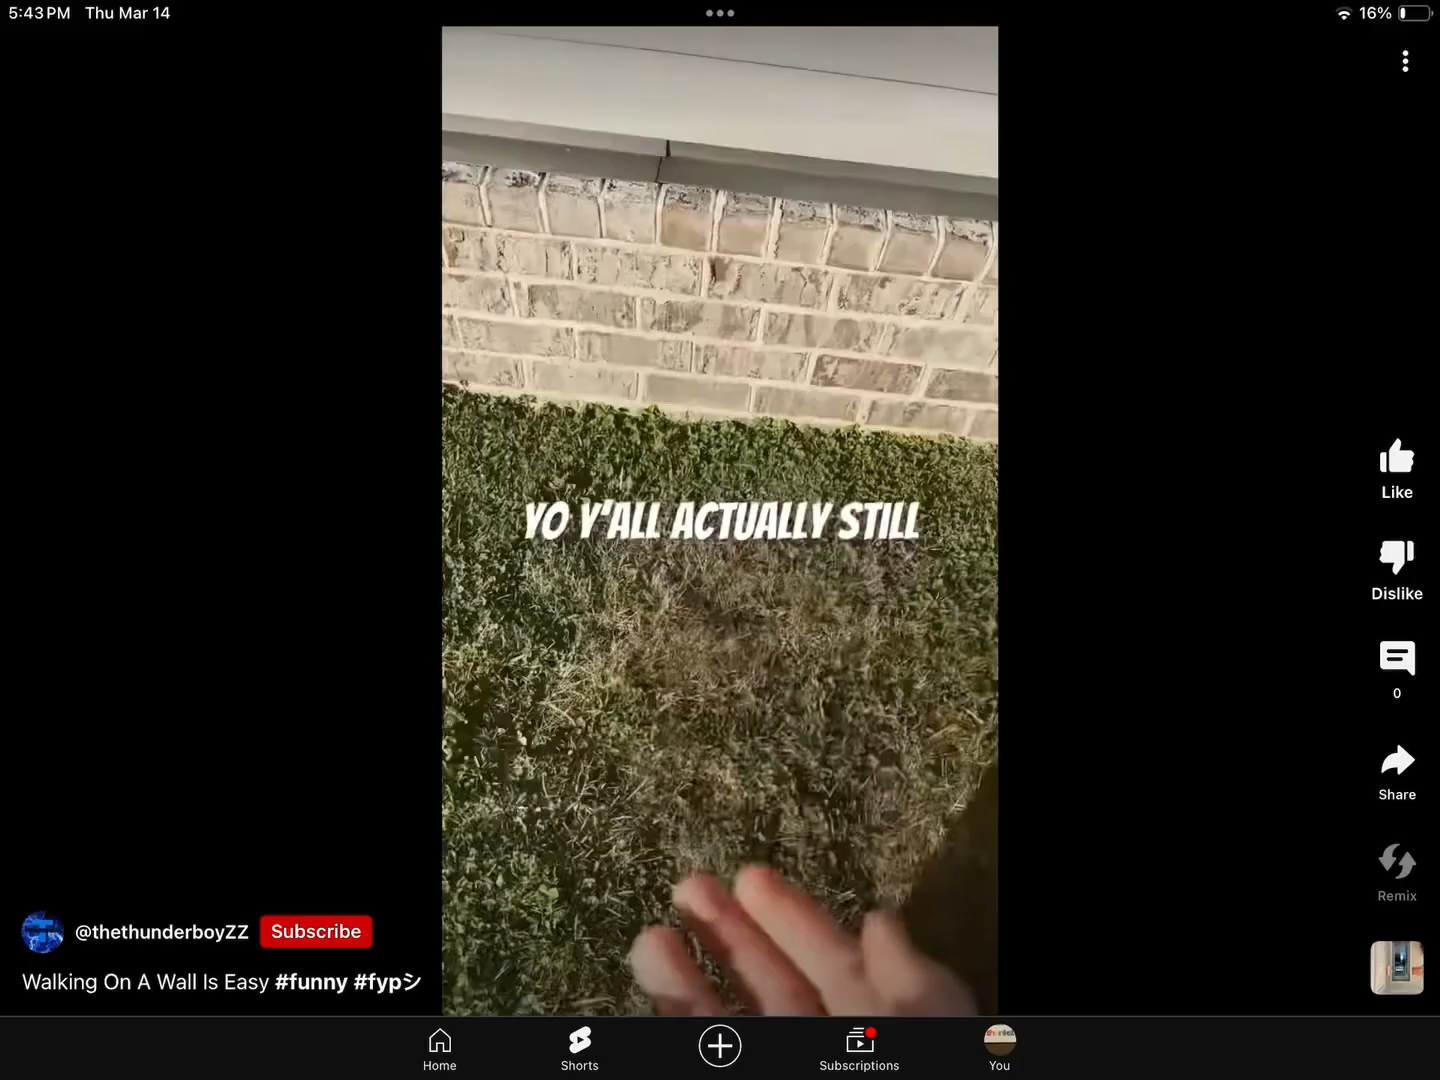 5:43 PM Thu Mar 14
16%
YO Y'ALL ACTUALLY STILL
Like
Dislike
0
Share
Remix
@thethunderboyZZ Subscribe
Walking On A Wall Is Easy #funny #fypシ
Home
Shorts
Subscriptions
You